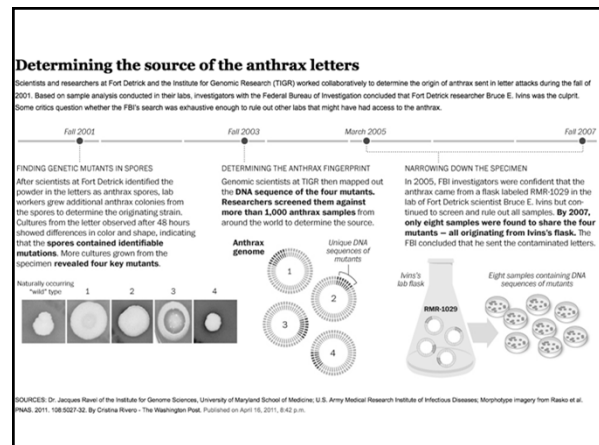 Determining the source of the anthrax letters
Scientists and researchers at Fort Detrick and the Institute for Genomic Research (TIGR) worked collaboratively to determine the origin of anthrax sent in letter attacks during the fall of
2001. Based on sample analysis conducted in their labs, investigators with the Federal Bureau of Investigation concluded that Fort Detrick researcher Bruce E. Ivins was the culprit.
Some critics question whether the FBI's search was exhaustive enough to rule out other labs that might have had access to the anthrax.
Fall 2001
Fall 2003
March 2005
Fall 2007
FINDING GENETIC MUTANTS IN SPORES
After scientists at Fort Detrick identified the
powder in the letters as anthrax spores, lab
workers grew additional anthrax colonies from
the spores to determine the originating strain.
Cultures from the letter observed after 48 hours
showed differences in color and shape, indicating
that the spores contained identifiable
mutations. More cultures grown from the
specimen revealed four key mutants.
Naturally occurring
"wild" type
1
2
3
4
DETERMINING THE ANTHRAX FINGERPRINT
Genomic scientists at TIGR then mapped out
the DNA sequence of the four mutants.
Researchers screened them against
more than 1,000 anthrax samples from
around the world to determine the source.
Anthrax
genome
Unique DNA
sequences of
mutants
1
2
3
4
NARROWING DOWN THE SPECIMEN
In 2005, FBI investigators were confident that the
anthrax came from a flask labeled RMR-1029 in the
lab of Fort Detrick scientist Bruce E. Ivins but con-
tinued to screen and rule out all samples. By 2007,
only eight samples were found to share the four
mutants — all originating from Ivins's flask. The
FBI concluded that he sent the contaminated letters.
Ivins's
lab flask
RMR-1029
Eight samples containing DNA
sequences of mutants
SOURCES: Dr. Jacques Ravel of the Institute for Genome Sciences, University of Maryland School of Medicine; U.S. Army Medical Research Institute of Infectious Diseases; Morphotype imagery from Rasko et al.
PNAS. 2011. 108:5027-32. By Cristina Rivero - The Washington Post. Published on April 16, 2011, 8:42 p.m.